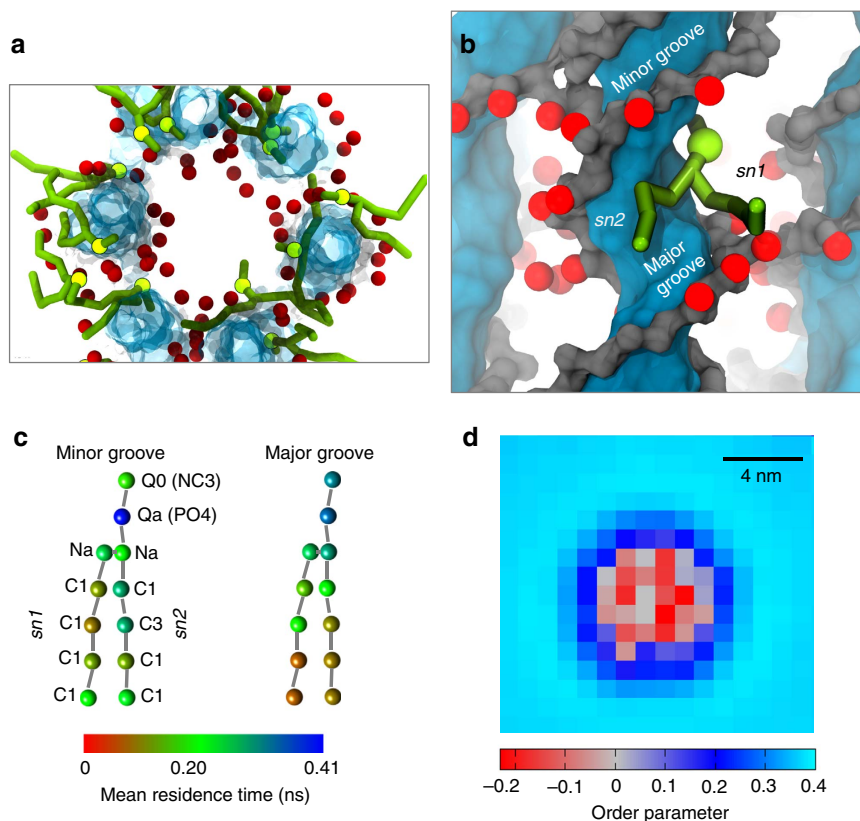 a
b
Minor groove
sn1
sn2
Major
groove
c
Minor groove
Major groove
Q0 (NC3)
Qa (PO4)
Na
Na
C1
C1
C1
C3
C1
C1
C1
C1
sn1
sn2
0
0.20
0.41
Mean residence time (ns)
d
4 nm
−0.2
−0.1
0
0.1
0.2
0.3
0.4
Order parameter